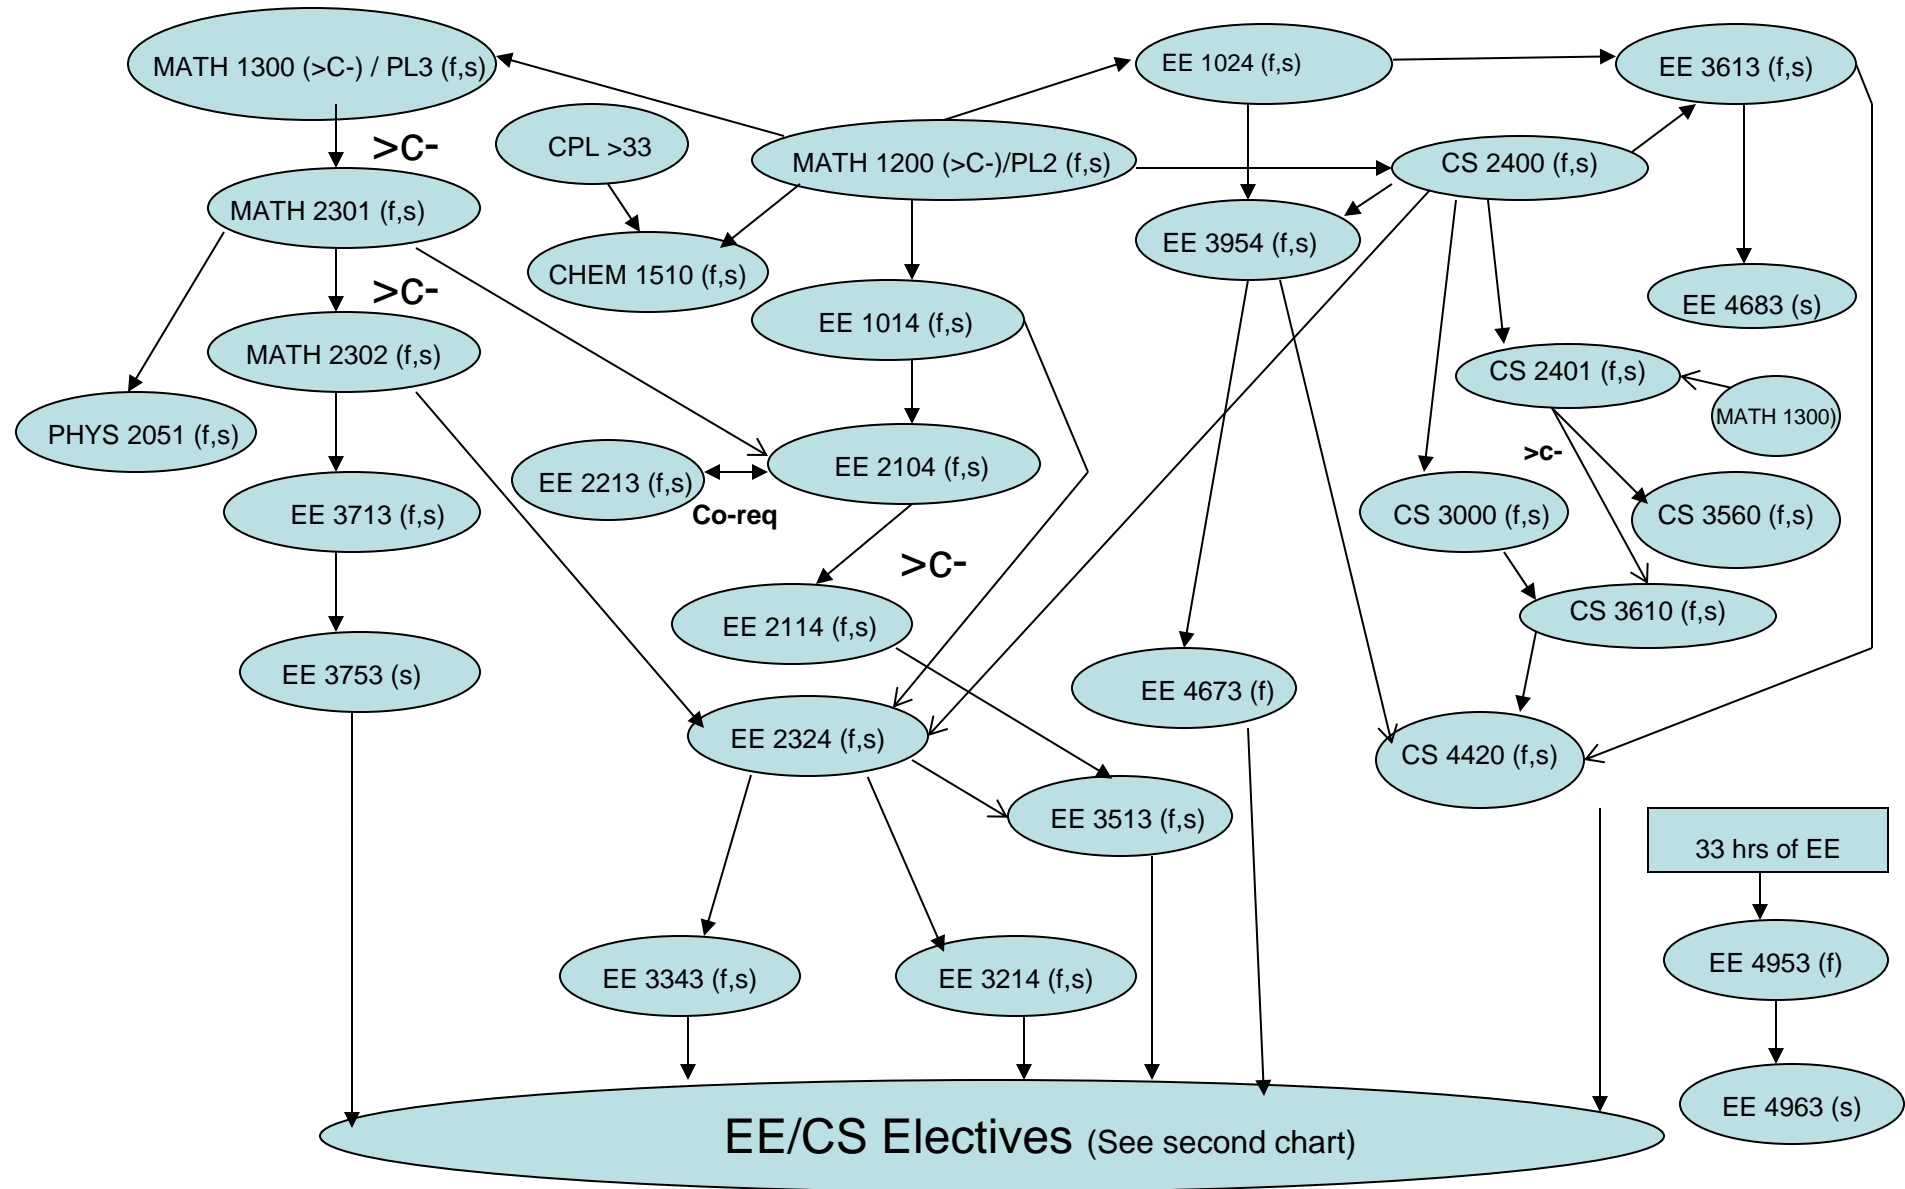 MATH 1300 (>C-) / PL3 (f,s)
EE 1024 (f,s)
EE 3613 (f,s)
>C-
CPL >33
MATH 1200 (>C-)/PL2 (f,s)
CS 2400 (f,s)
MATH 2301 (f,s)
EE 3954 (f,s)
CHEM 1510 (f,s)
>C-
EE 4683 (s)
EE 1014 (f,s)
MATH 2302 (f,s)
CS 2401 (f,s)
MATH 1300)
PHYS 2051 (f,s)
>C-
EE 2213 (f,s)
EE 2104 (f,s)
Co-req
EE 3713 (f,s)
CS 3000 (f,s)
CS 3560 (f,s)
>C-
CS 3610 (f,s)
EE 2114 (f,s)
EE 3753 (s)
EE 4673 (f)
EE 2324 (f,s)
CS 4420 (f,s)
EE 3513 (f,s)
33 hrs of EE
EE 3343 (f,s)
EE 3214 (f,s)
EE 4953 (f)
EE 4963 (s)
EE/CS Electives (See second chart)